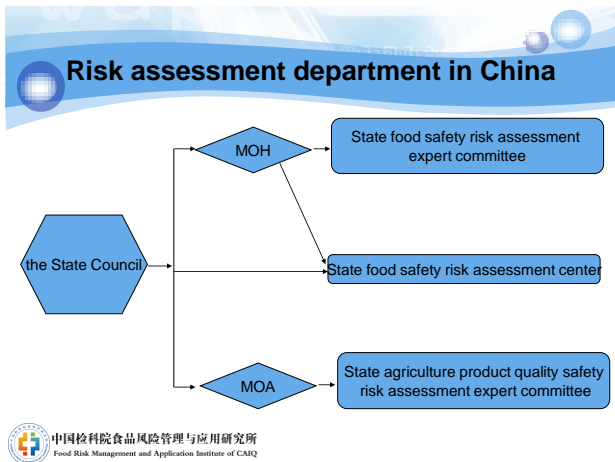 Risk assessment department in China
State food safety risk assessment
expert committee
MOH
the State Council
State food safety risk assessment center
MOA
State agriculture product quality safety
risk assessment expert committee
中国检科院食品风险管理与应用研究所
Food Risk Management and Application Institute of CAIQ